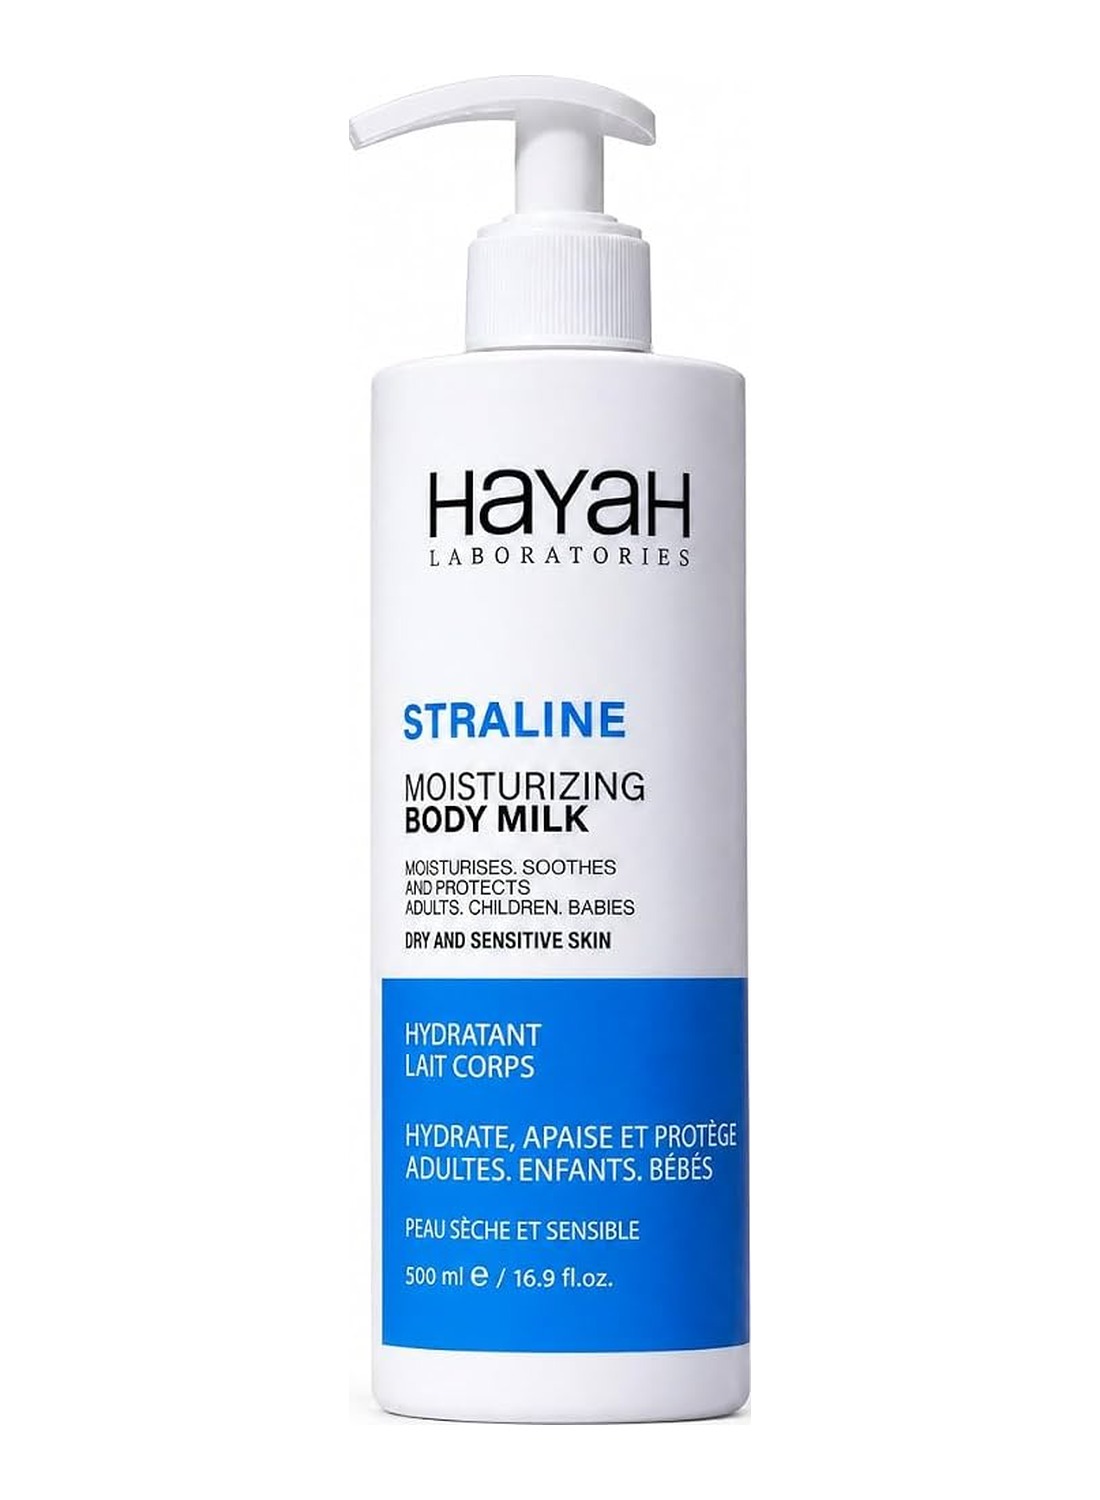 HaYaH
LABORATORIES
STRALINE
MOISTURIZING
BODY MILK
MOISTURISES. SOOTHES
AND PROTECTS
ADULTS. CHILDREN. BABIES
DRY AND SENSITIVE SKIN
HYDRATANT
LAIT CORPS
HYDRATE, APAISE ET PROTÈGE
ADULTES. ENFANTS. BÉBÉS
PEAU SÈCHE ET SENSIBLE
500 ml e / 16.9 fl.oz.